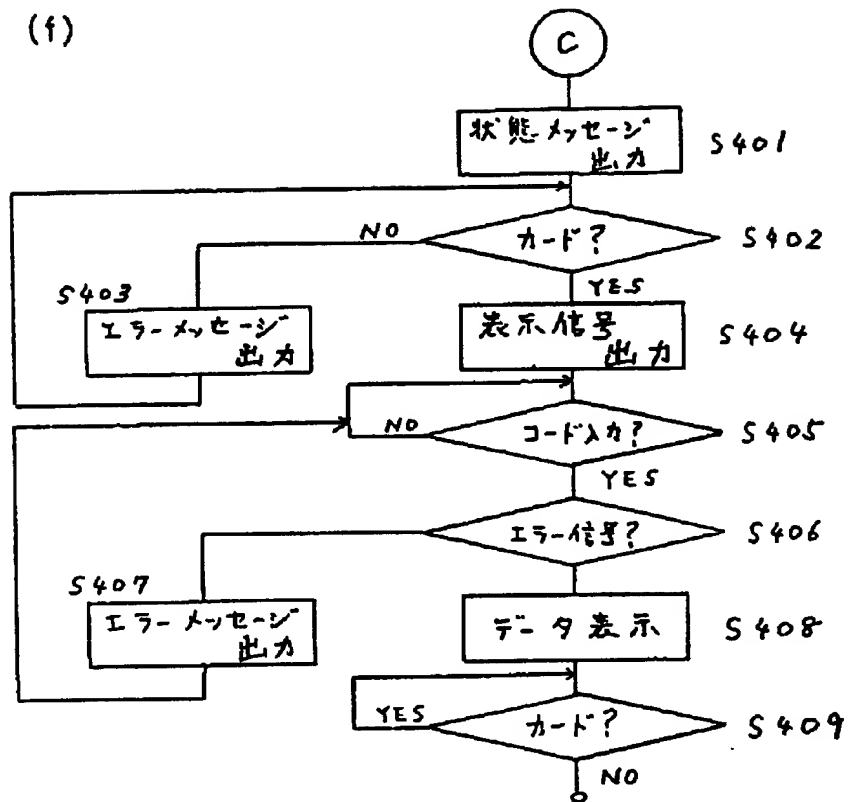 (f)
C
状態メッセージ
出力
S401
カード?
S402
NO
YES
S403
エラーメッセージ
出力
表示信号
出力
S404
コード入力?
S405
NO
YES
エラー信号?
S406
S407
エラーメッセージ
出力
データ表示
S408
カード?
S409
YES
NO